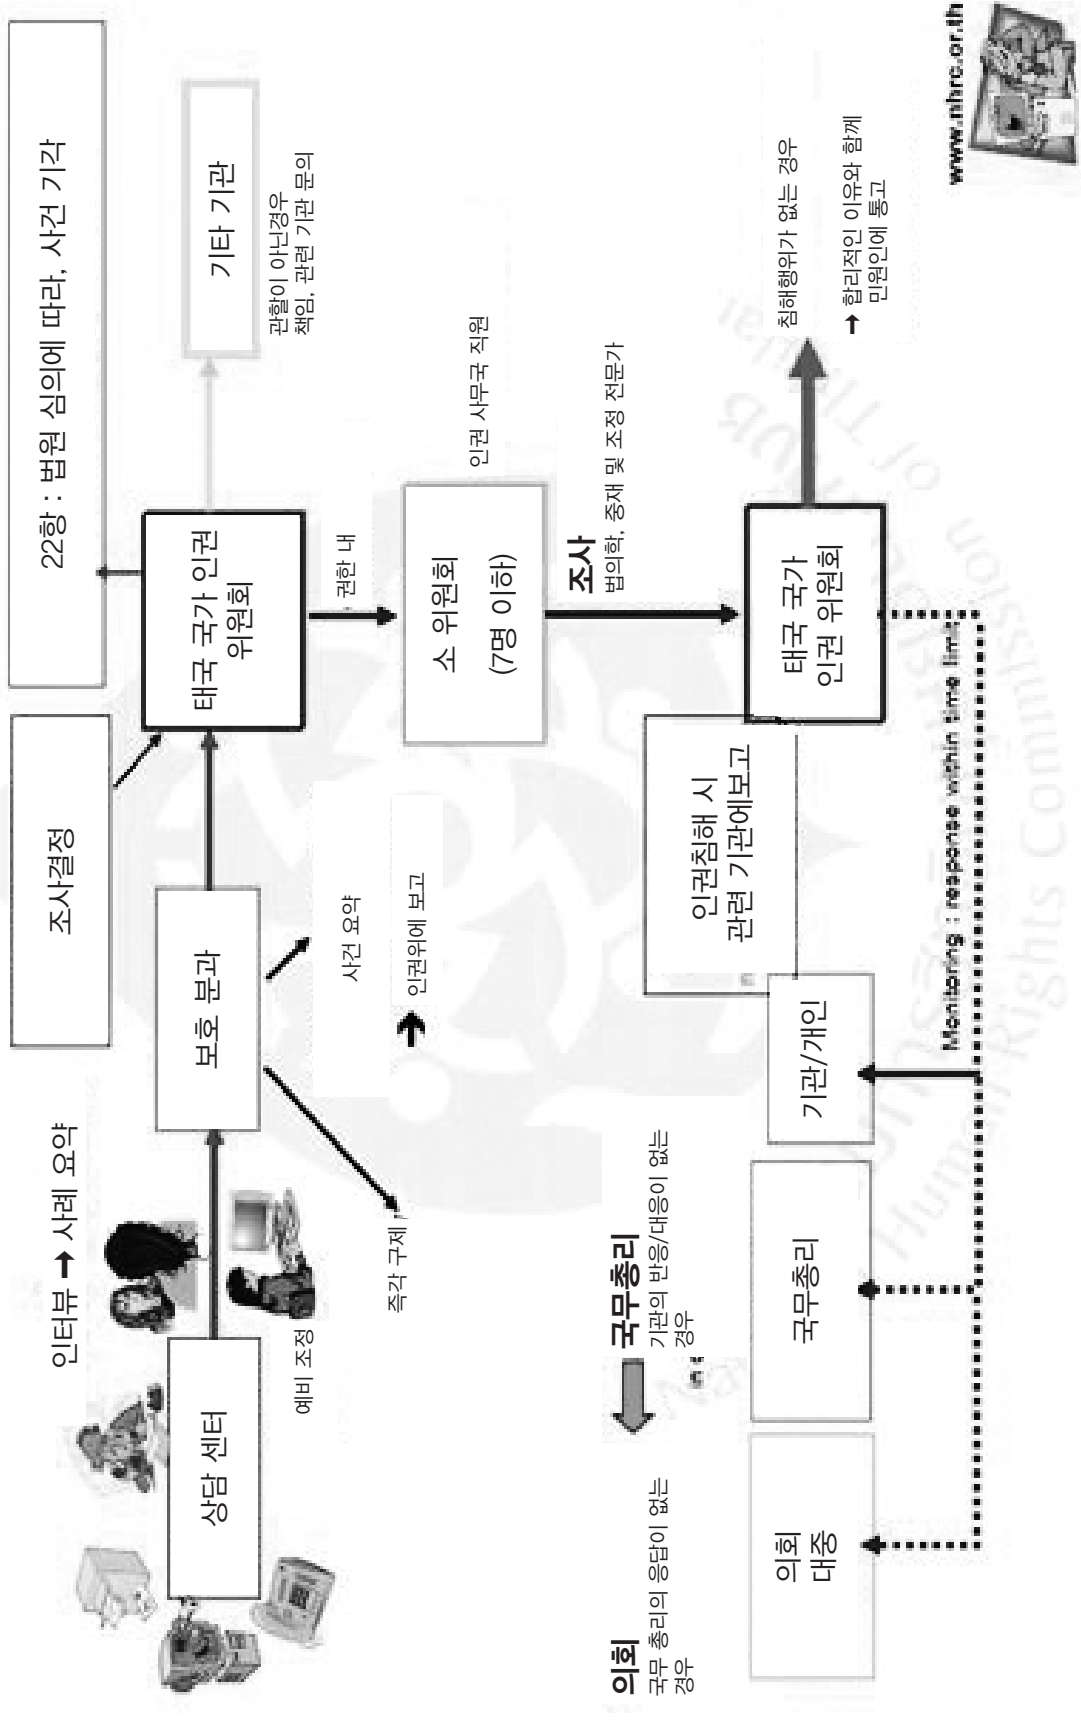 인터뷰 ➞ 사례 요약
조사결정
22항 : 법원 심의에 따라, 사건 기각
상담 센터
보호 분과
태국 국가 인권
위원회
기타 기관
관할이 아닌경우
책임, 관련 기관 문의
예비 조정
즉각 구제
사건 요약
➞ 인권위에 보고
권한 내
소 위원회
(7명 이하)
인권 사무국 직원
조사
법의학, 중재 및 조정 전문가
의회
국무 총리의 응답이 없는
경우
국무총리
기관의 반응/대응이 없는
경우
인권침해 시
관련 기관에보고
태국 국가
인권 위원회
침해행위가 없는 경우
➞ 합리적인 이유와 함께
민원인에 통고
의회
대중
국무총리
기관/개인
Monitoring : response within time limit
www.nhrc.or.th
Human Rights Commission of Thailand